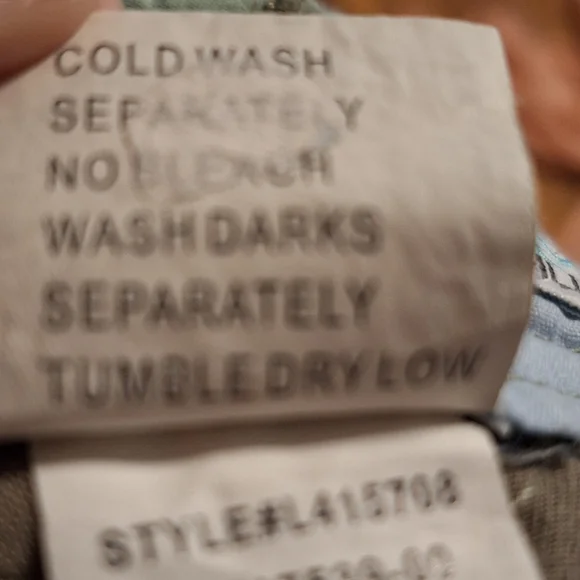 COLD WASH
SEPARATELY
NO BLEACH
WASH DARKS
SEPARATELY
TUMBLE DRY LOW
STYLE#L415708